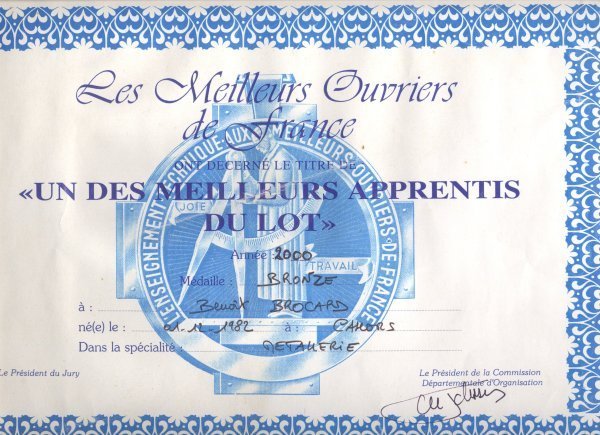 Les Meilleurs Ouvriers
de France
ONT DÉCERNÉ LE TITRE DE
«UN DES MEILLEURS APPRENTIS
DU LOT»
Année : 2000
Médaille : BRONZE
à : Benoit BROCARD
né(e) le : 12 - 1982 à : CAHORS
Dans la spécialité : METALLERIE
Le Président du Jury
Le Président de la Commission
Départementale d'Organisation
L'ENSEIGNEMENT TECHNIQUE AUX MEILLEURS OUVRIERS DE FRANCE
JOIE
TRAVAIL